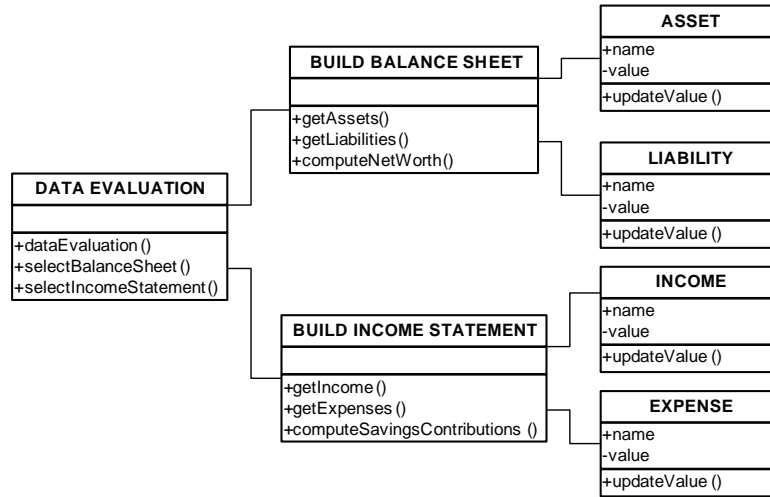 DATA EVALUATION
+dataEvaluation()
+selectBalanceSheet()
+selectIncomeStatement()
BUILD BALANCE SHEET
+getAssets()
+getLiabilities()
+computeNetWorth()
BUILD INCOME STATEMENT
+getIncome()
+getExpenses()
+computeSavingsContributions ()
ASSET
+name
-value
+updateValue ()
LIABILITY
+name
-value
+updateValue ()
INCOME
+name
-value
+updateValue ()
EXPENSE
+name
-value
+updateValue ()